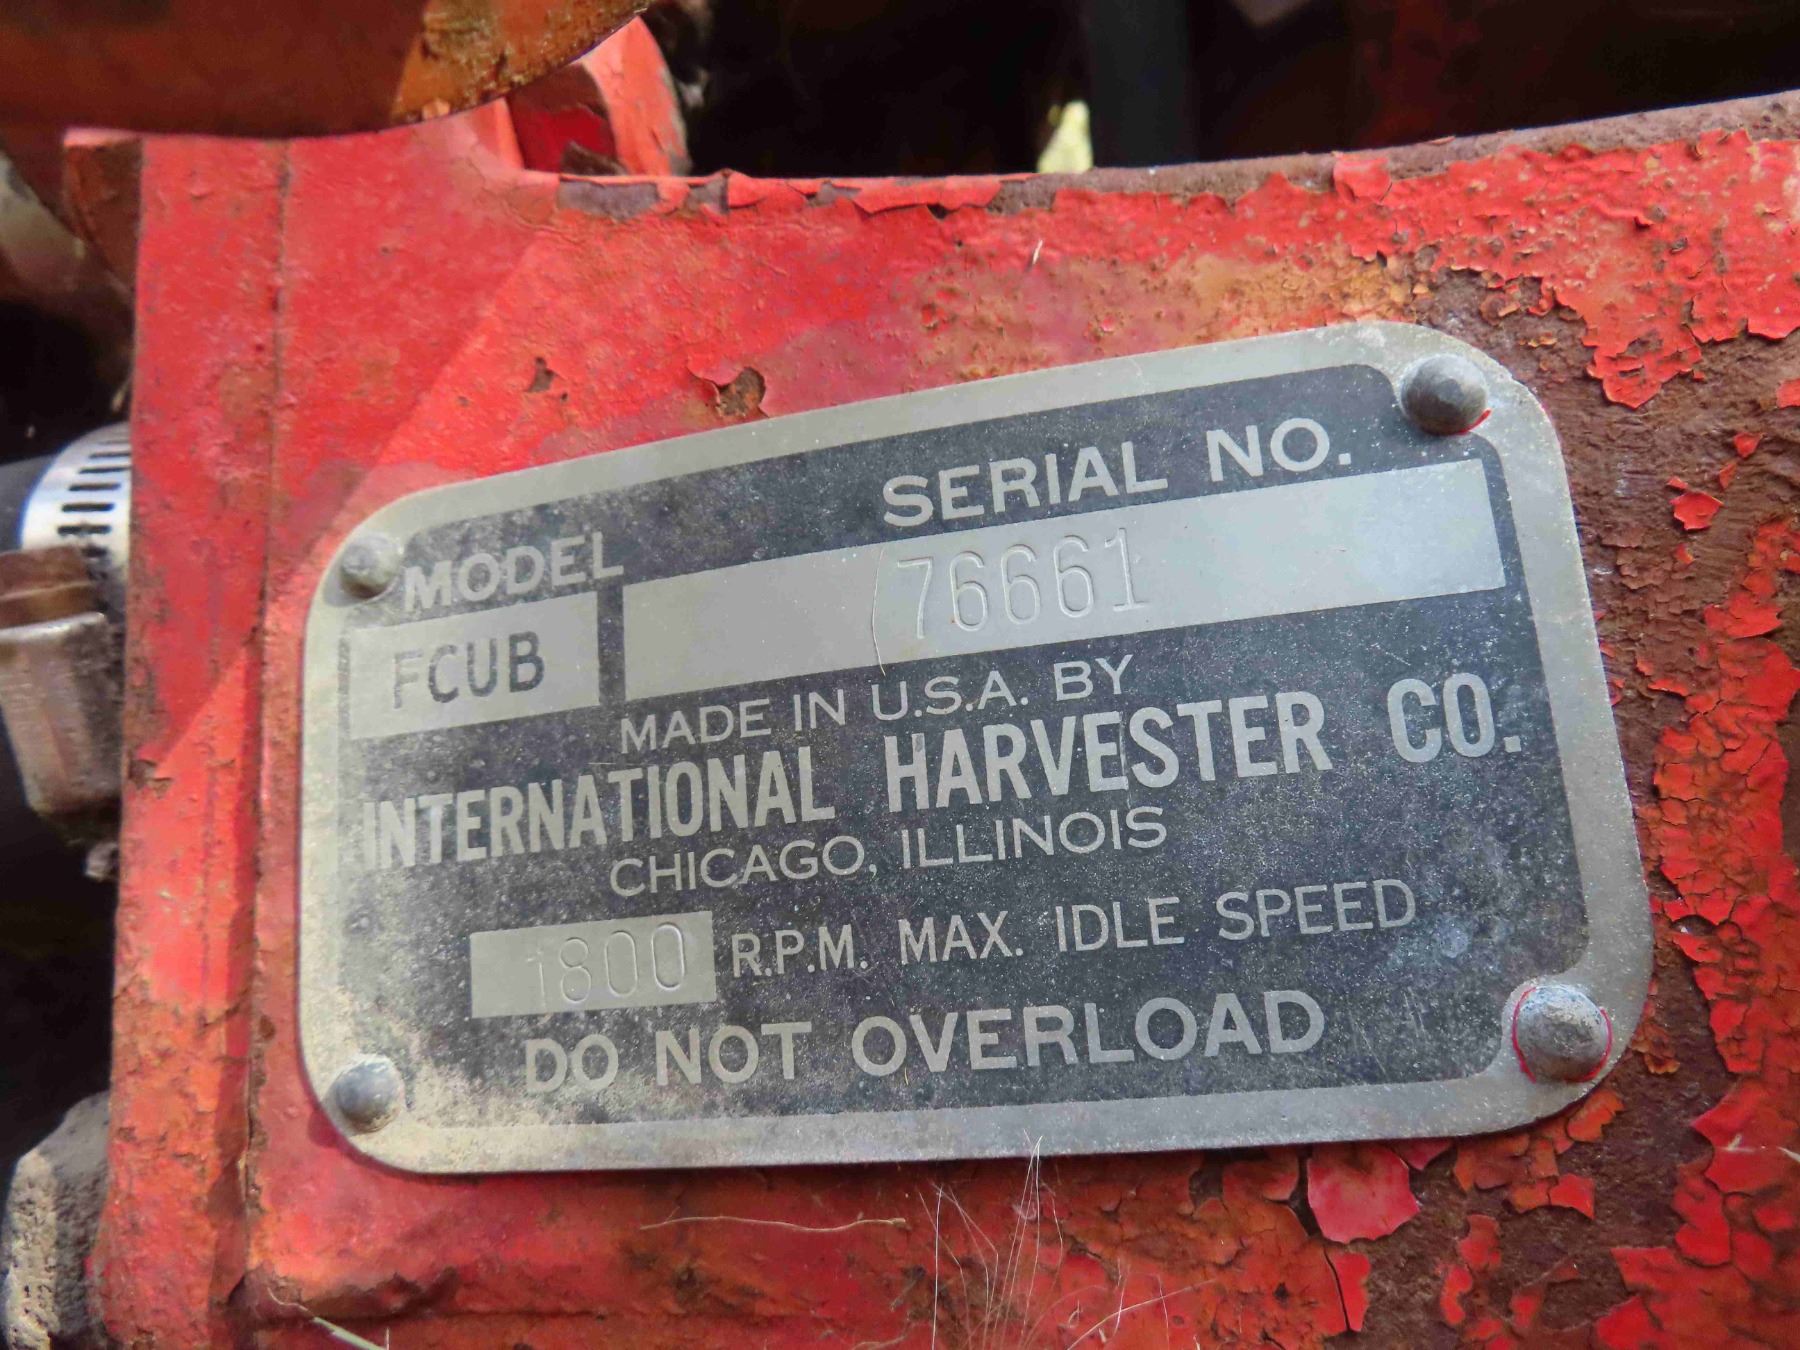 MODEL SERIAL NO.
FCUB 76661
MADE IN U.S.A. BY
INTERNATIONAL HARVESTER CO.
CHICAGO, ILLINOIS
1800 R.P.M. MAX. IDLE SPEED
DO NOT OVERLOAD